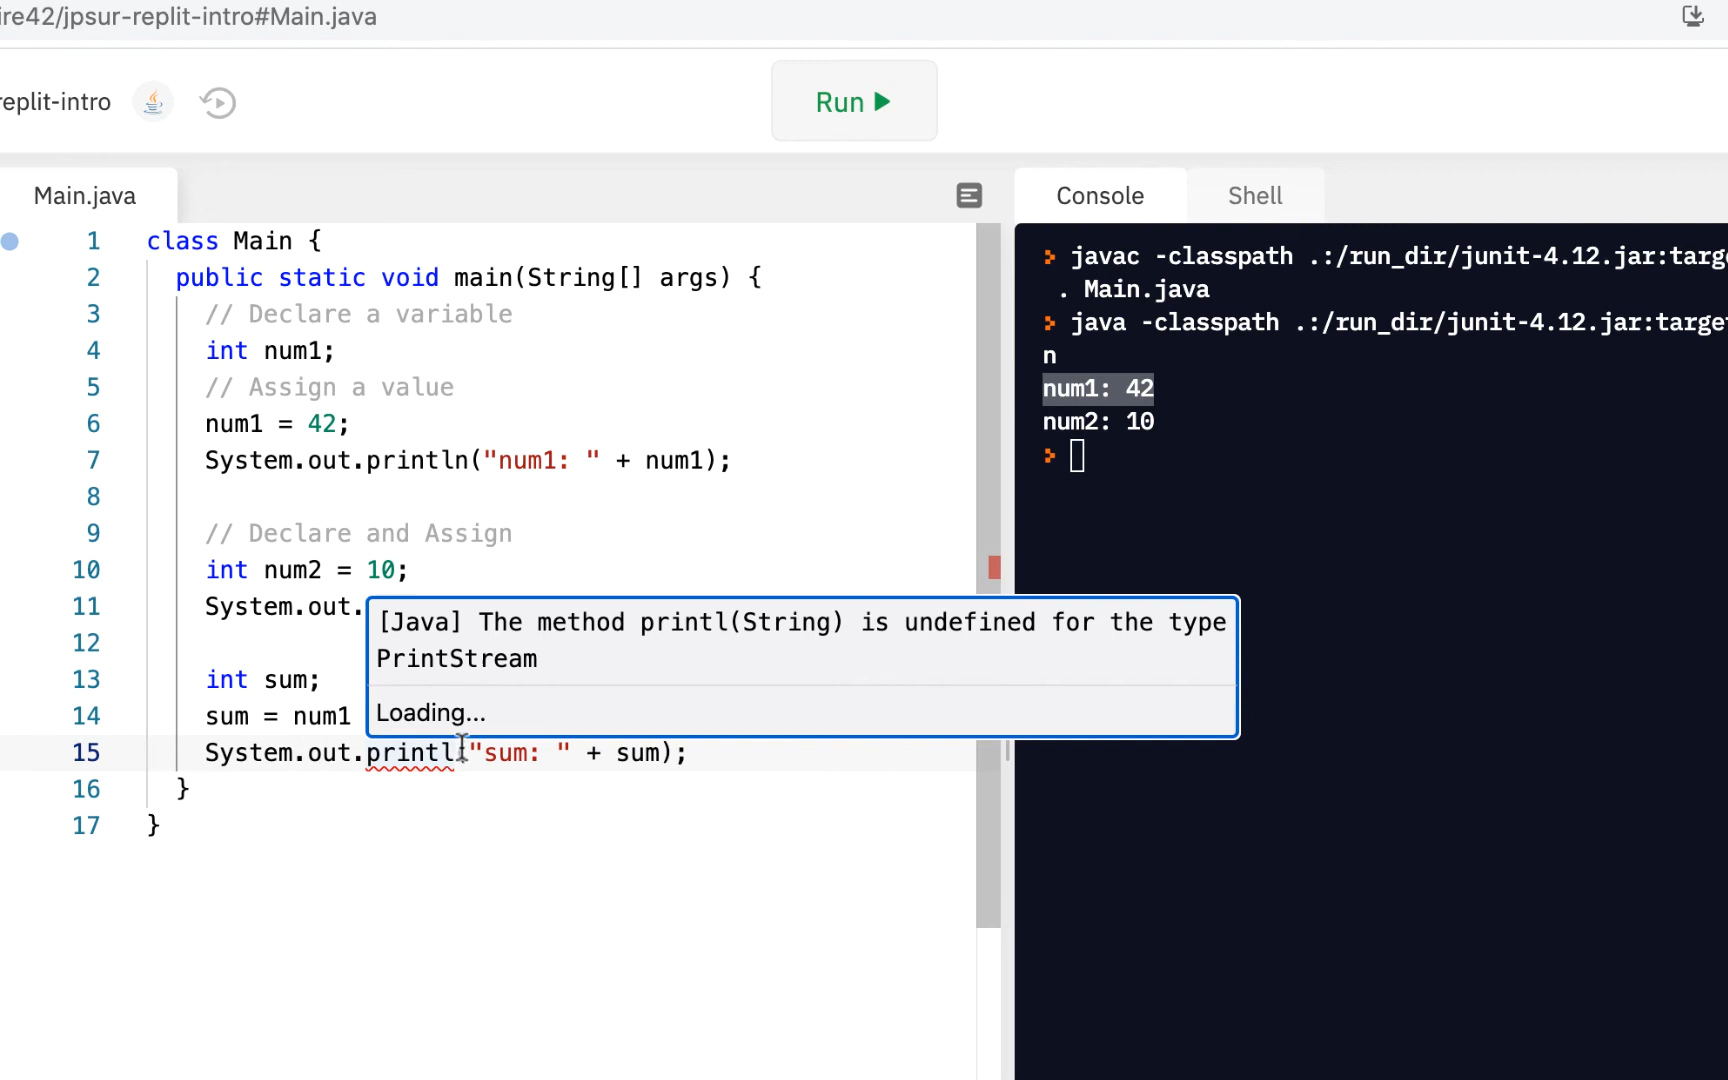 ire42/jpsur-replit-intro#Main.java
replit-intro
Run
Main.java
Console
Shell
1 class Main {
2 public static void main(String[] args) {
3 // Declare a variable
4 int num1;
5 // Assign a value
6 num1 = 42;
7 System.out.println("num1: " + num1);
8
9 // Declare and Assign
10 int num2 = 10;
11 System.out.
12
13 int sum;
14 sum = num1
15 System.out.printl("sum: " + sum);
16 }
17 }
[Java] The method printl(String) is undefined for the type
PrintStream
Loading...
javac -classpath .:/run_dir/junit-4.12.jar:targe
. Main.java
java -classpath .:/run_dir/junit-4.12.jar:target
n
num1: 42
num2: 10